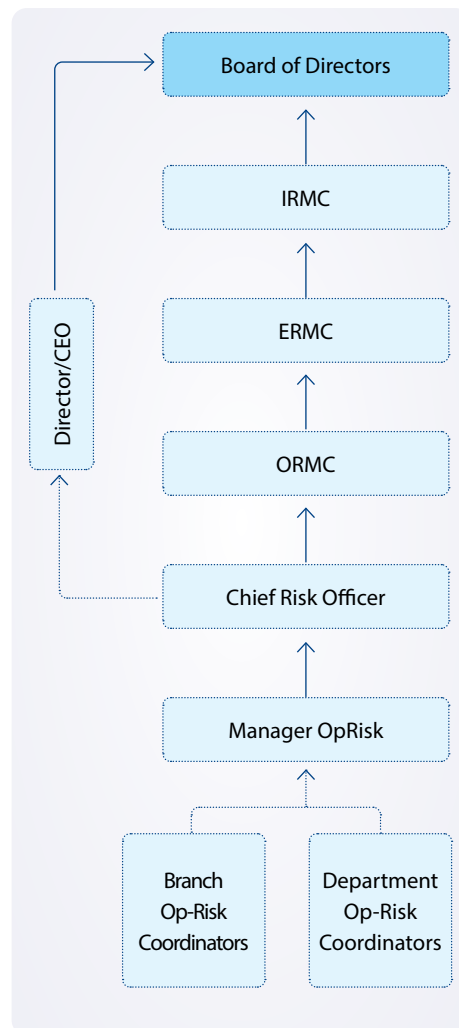 Board of Directors
IRMC
ERMC
Director/CEO
ORMC
Chief Risk Officer
Manager OpRisk
Branch
Op-Risk
Coordinators
Department
Op-Risk
Coordinators